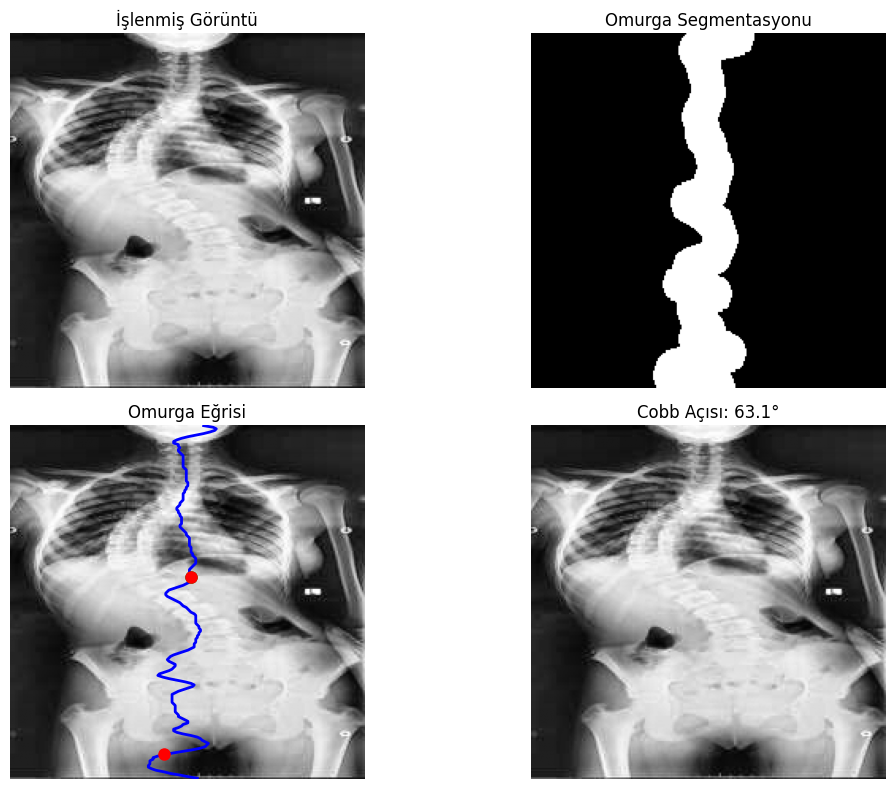 İşlenmiş Görüntü
Omurga Segmentasyonu
Omurga Eğrisi
Cobb Açısı: 63.1°